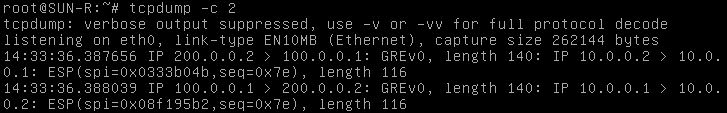 root@SUN-R:~# tcpdump -c 2
tcpdump: verbose output suppressed, use -v or -vv for full protocol decode
listening on eth0, link-type EN10MB (Ethernet), capture size 262144 bytes
14:33:36.387656 IP 200.0.0.2 > 100.0.0.1: GREv0, length 140: IP 10.0.0.2 > 10.0.
0.1: ESP(spi=0x0333b04b,seq=0x7e), length 116
14:33:36.388039 IP 100.0.0.1 > 200.0.0.2: GREv0, length 140: IP 10.0.0.1 > 10.0.
0.2: ESP(spi=0x08f195b2,seq=0x7e), length 116